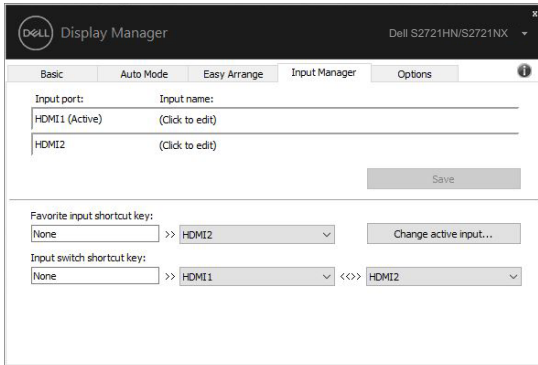 DELL Display Manager Dell S2721HN/S2721NX
Basic Auto Mode Easy Arrange Input Manager Options
Input port: Input name:
HDMI1 (Active) (Click to edit)
HDMI2 (Click to edit)
Save
Favorite input shortcut key:
None >> HDMI2 Change active input...
Input switch shortcut key:
None >> HDMI1 <<>> HDMI2